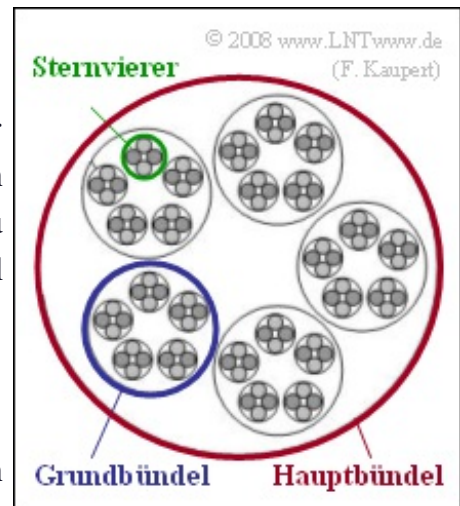 © 2008 www.LNTwww.de
(F. Kaupert)
Sternvierer
Grundbündel
Hauptbündel